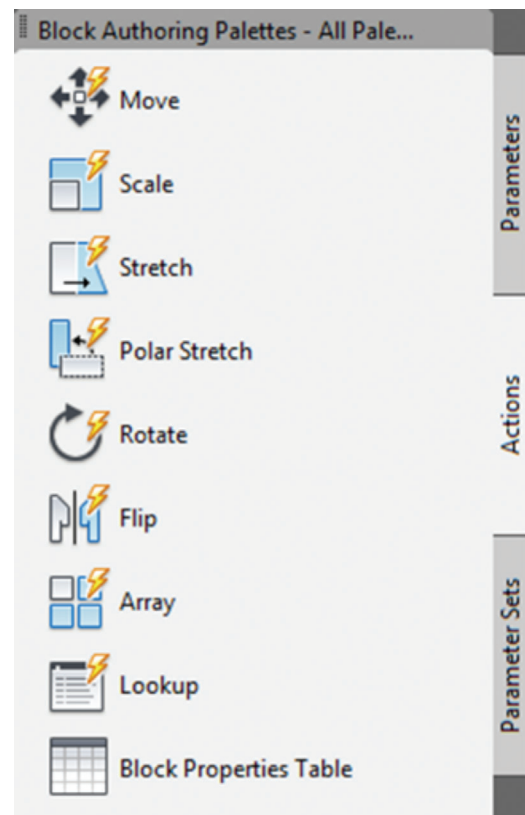 Block Authoring Palettes - All Pale...
Move
Scale
Stretch
Polar Stretch
Rotate
Flip
Array
Lookup
Block Properties Table
Parameters
Actions
Parameter Sets